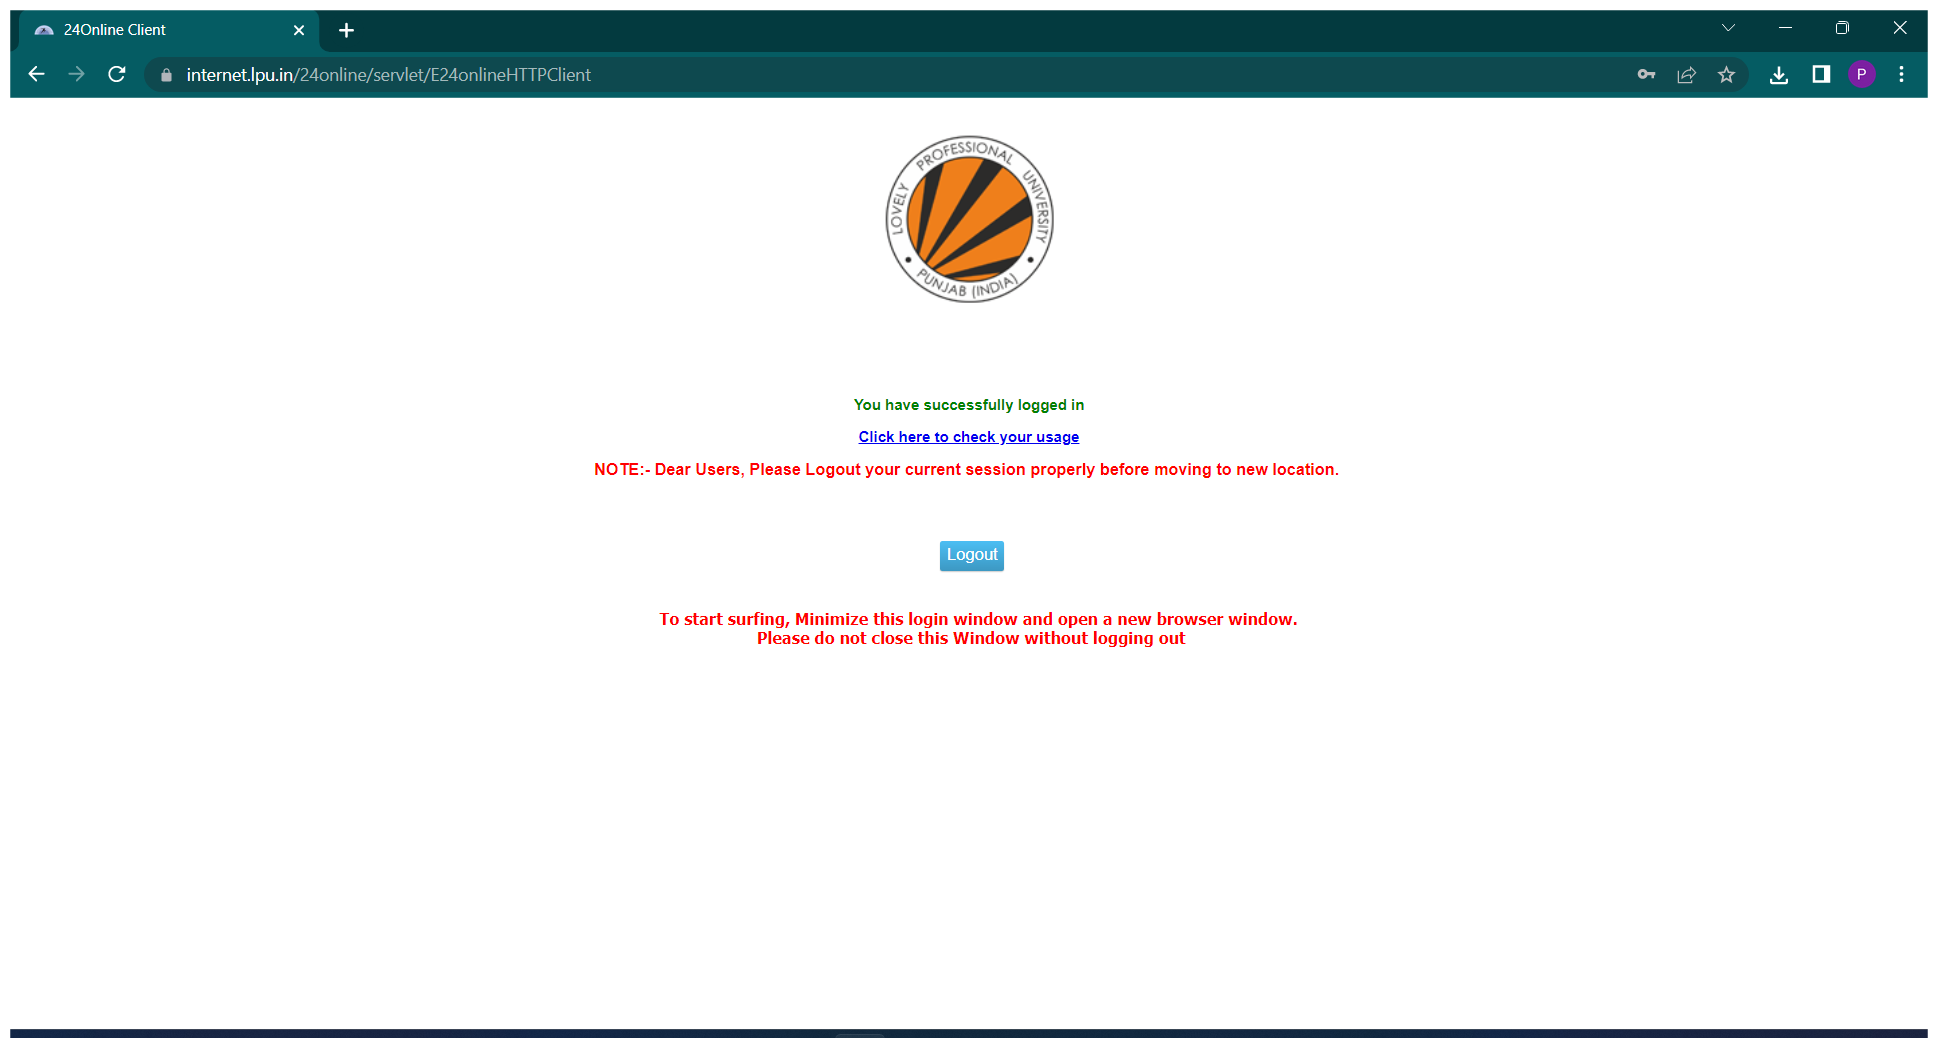 24Online Client
internet.lpu.in/24online/servlet/E24onlineHTTPClient
P
LOVELY PROFESSIONAL UNIVERSITY
PUNJAB (INDIA)
You have successfully logged in
Click here to check your usage
NOTE:- Dear Users, Please Logout your current session properly before moving to new location.
Logout
To start surfing, Minimize this login window and open a new browser window.
Please do not close this Window without logging out